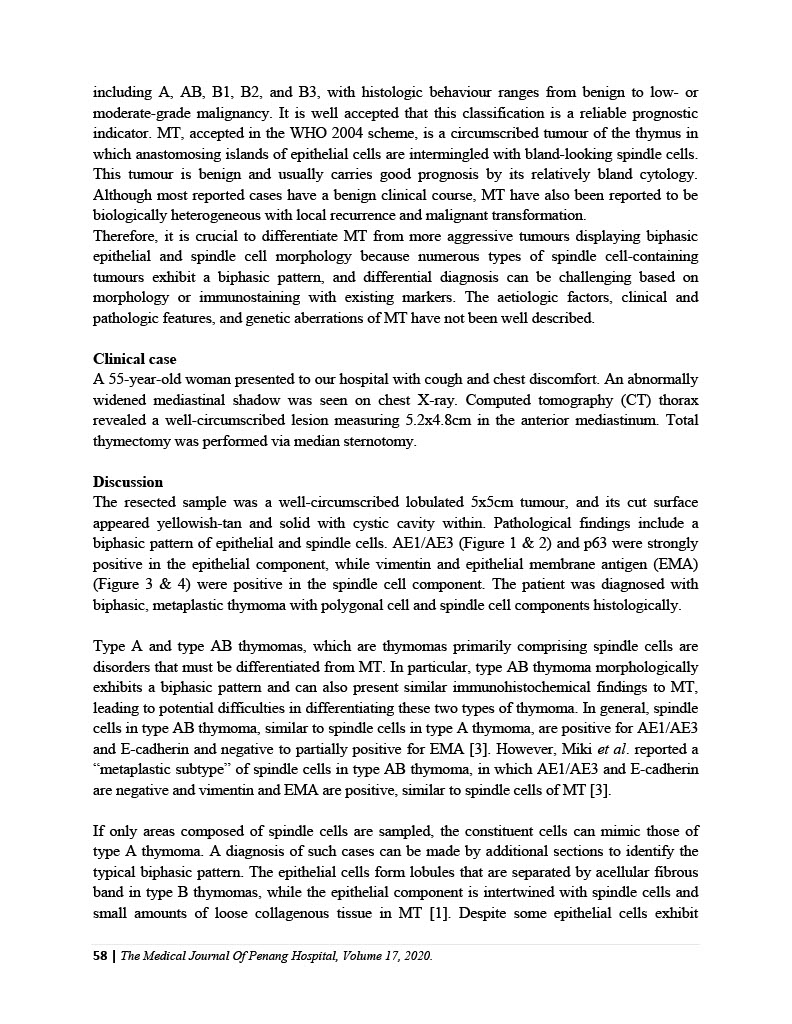 including A, AB, B1, B2, and B3, with histologic behaviour ranges from benign to low- or
moderate-grade malignancy. It is well accepted that this classification is a reliable prognostic
indicator. MT, accepted in the WHO 2004 scheme, is a circumscribed tumour of the thymus in
which anastomosing islands of epithelial cells are intermingled with bland-looking spindle cells.
This tumour is benign and usually carries good prognosis by its relatively bland cytology.
Although most reported cases have a benign clinical course, MT have also been reported to be
biologically heterogeneous with local recurrence and malignant transformation.
Therefore, it is crucial to differentiate MT from more aggressive tumours displaying biphasic
epithelial and spindle cell morphology because numerous types of spindle cell-containing
tumours exhibit a biphasic pattern, and differential diagnosis can be challenging based on
morphology or immunostaining with existing markers. The aetiologic factors, clinical and
pathologic features, and genetic aberrations of MT have not been well described.
Clinical case
A 55-year-old woman presented to our hospital with cough and chest discomfort. An abnormally
widened mediastinal shadow was seen on chest X-ray. Computed tomography (CT) thorax
revealed a well-circumscribed lesion measuring 5.2x4.8cm in the anterior mediastinum. Total
thymectomy was performed via median sternotomy.
Discussion
The resected sample was a well-circumscribed lobulated 5x5cm tumour, and its cut surface
appeared yellowish-tan and solid with cystic cavity within. Pathological findings include a
biphasic pattern of epithelial and spindle cells. AE1/AE3 (Figure 1 & 2) and p63 were strongly
positive in the epithelial component, while vimentin and epithelial membrane antigen (EMA)
(Figure 3 & 4) were positive in the spindle cell component. The patient was diagnosed with
biphasic, metaplastic thymoma with polygonal cell and spindle cell components histologically.
Type A and type AB thymomas, which are thymomas primarily comprising spindle cells are
disorders that must be differentiated from MT. In particular, type AB thymoma morphologically
exhibits a biphasic pattern and can also present similar immunohistochemical findings to MT,
leading to potential difficulties in differentiating these two types of thymoma. In general, spindle
cells in type AB thymoma, similar to spindle cells in type A thymoma, are positive for AE1/AE3
and E-cadherin and negative to partially positive for EMA [3]. However, Miki et al. reported a
“metaplastic subtype” of spindle cells in type AB thymoma, in which AE1/AE3 and E-cadherin
are negative and vimentin and EMA are positive, similar to spindle cells of MT [3].
If only areas composed of spindle cells are sampled, the constituent cells can mimic those of
type A thymoma. A diagnosis of such cases can be made by additional sections to identify the
typical biphasic pattern. The epithelial cells form lobules that are separated by acellular fibrous
band in type B thymomas, while the epithelial component is intertwined with spindle cells and
small amounts of loose collagenous tissue in MT [1]. Despite some epithelial cells exhibit
58 | The Medical Journal Of Penang Hospital, Volume 17, 2020.